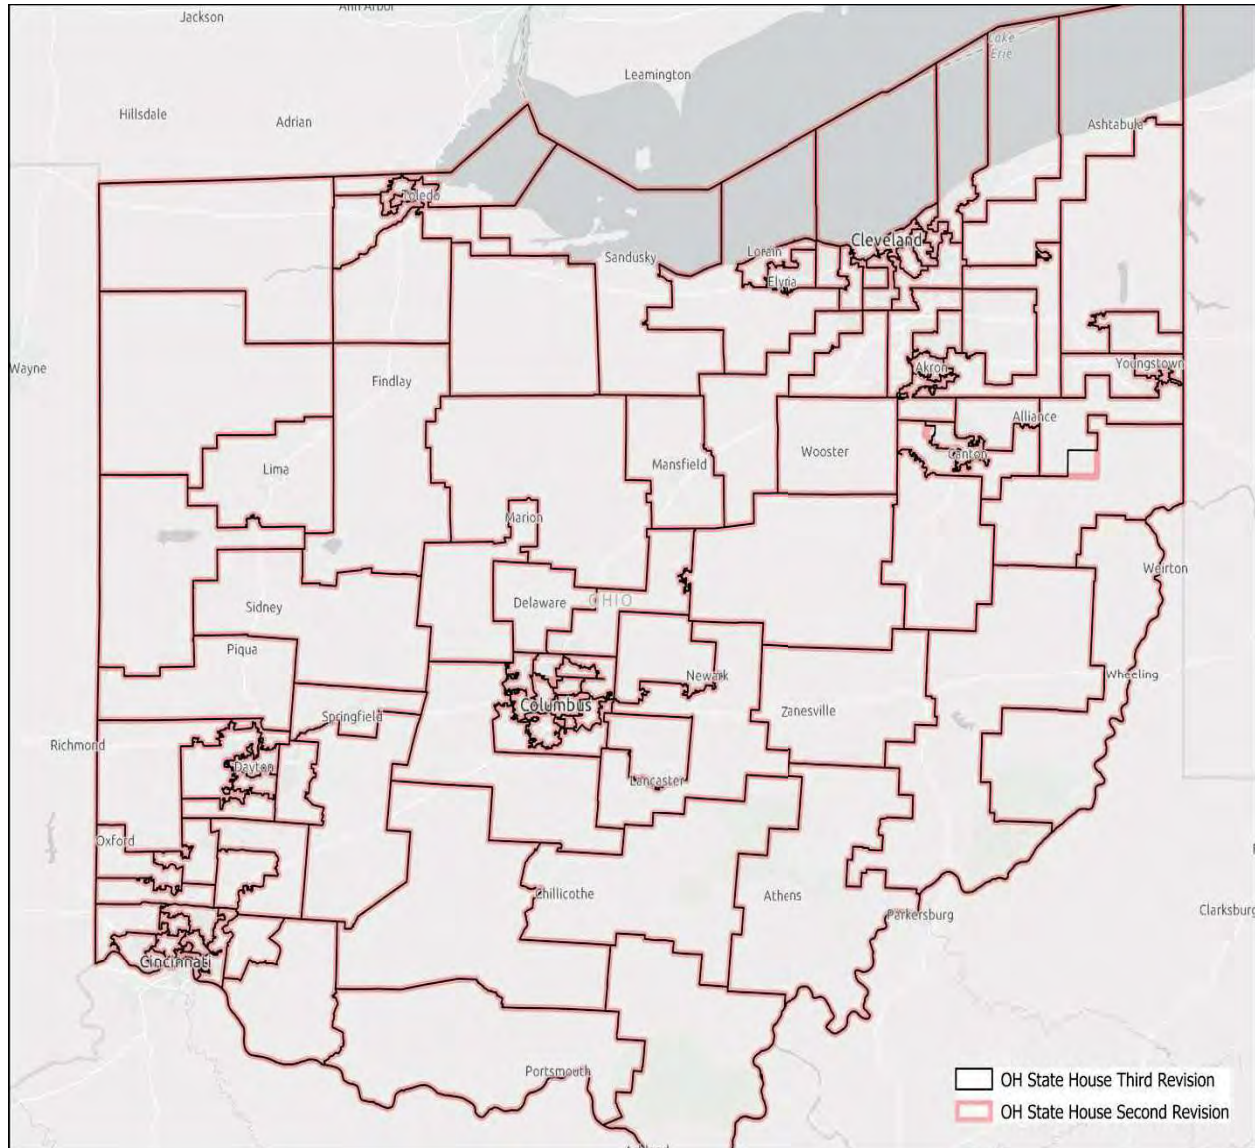 Jackson
Ann Arbor
Leamington
Lake
Erie
Hillsdale
Adrian
Ashtabula
Toledo
Cleveland
Lorain
Sandusky
Elyria
Wayne
Findlay
Akron
Youngstown
Alliance
Lima
Mansfield
Wooster
Canton
Marion
Weirton
Sidney
Delaware
OHIO
Piqua
Newark
Wheeling
Columbus
Zanesville
Springfield
Richmond
Dayton
Lancaster
Oxford
Chillicothe
Athens
Parkersburg
Clarksburg
Cincinnati
Portsmouth
OH State House Third Revision
OH State House Second Revision